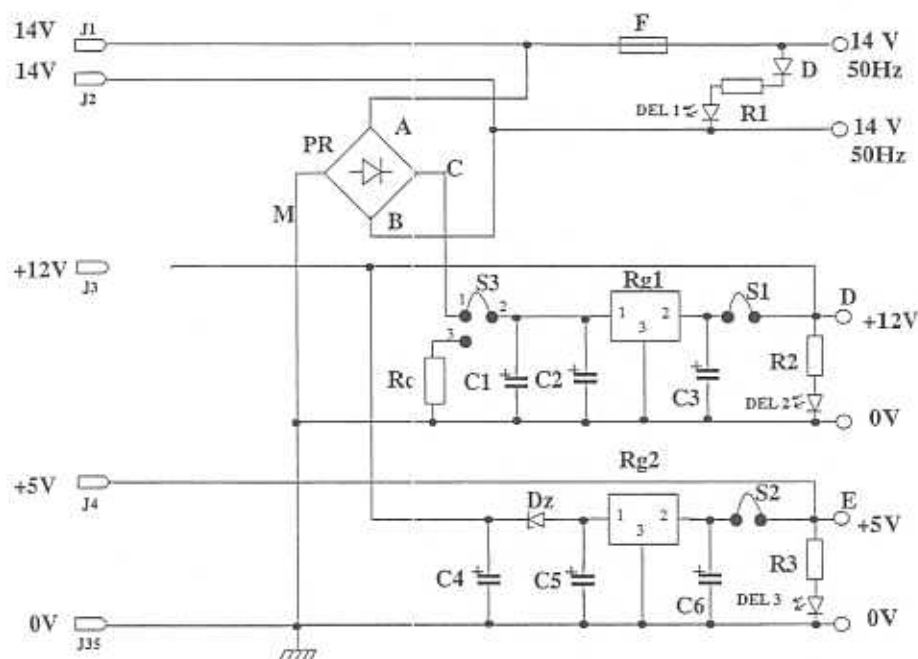 14V J1 F 14 V
50Hz
14V J2 D
R1
DEL 1
14 V
50Hz
A
PR
C
M
B
+12V J3
Rg1
S3 S1 D
1 2 1 2 +12V
3 3
Rc C1 C2 C3 R2
DEL 2 0V
Rg2
+5V J4
Dz S2 E
1 2 +5V
3
C4 C5 C6 R3
DEL 3
0V J35 0V